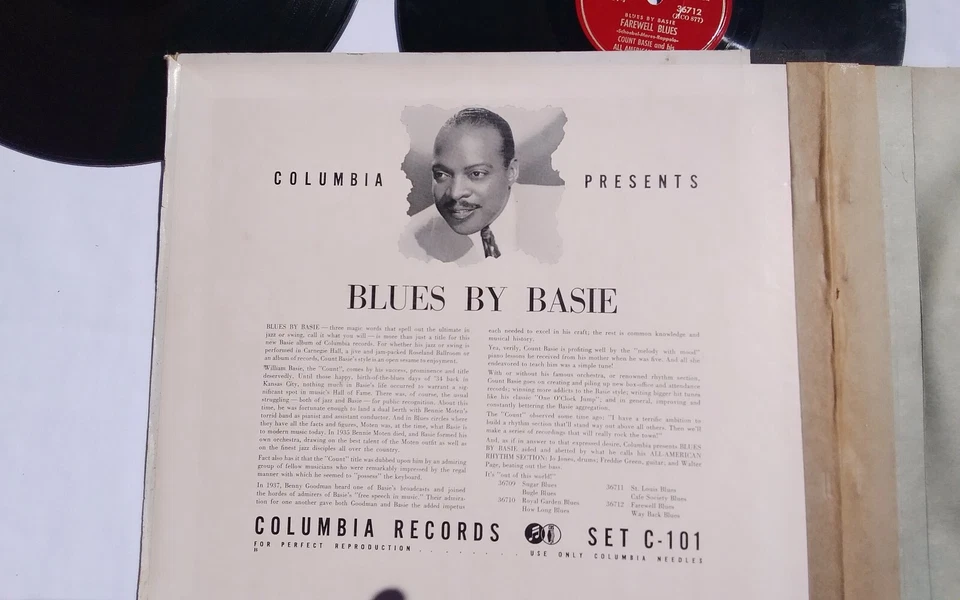 36712
(CCO 877)
BLUES BY BASIE
FAREWELL BLUES
COUNT BASIE and his
COLUMBIA PRESENTS
BLUES BY BASIE
BLUES BY BASIE — three magic words that spell out the ultimate in
jazz or swing, call it what you will — is more than just a title for this
new Basie album of Columbia records. For whether his jazz or swing is
performed in Carnegie Hall, a jive and jam-packed Roseland Ballroom or
an album of records, Count Basie's style is an open sesame to enjoyment.
William Basie, the "Count", comes by his success, prominence and title
deservedly. Until those happy, birth-of-the-blues days of '34 back in
Kansas City, nothing much in Basie's life occurred to warrant a sig-
nificant spot in music's Hall of Fame. There was, of course, the usual
struggling — both of jazz and Basie — for public recognition. About this
time, he was fortunate enough to land a dual berth with Bennie Moten's
torrid band as pianist and assistant conductor. And in Blues circles where
they have all the facts and figures, Moten was, at the time, what Basie is
to modern music today. In 1935 Bennie Moten died, and Basie formed his
own orchestra, drawing on the best talent of the Moten outfit as well as
on the finest jazz disciples all over the country.
Fact also has it that the "Count" title was dubbed upon him by an admiring
group of fellow musicians who were remarkably impressed by the regal
manner with which he seemed to "possess" the keyboard.
In 1937, Benny Goodman heard one of Basie's broadcasts and joined
the hordes of admirers of Basie's "free speech in music." Their admira-
tion for one another gave both Goodman and Basie the added impetus
each needed to excel in his craft; the rest is common knowledge and
musical history.
Yes, verily, Count Basie is profiting well by the "melody with mood"
piano lessons he received from his mother when he was five. And all she
endeavored to teach him was a simple tune!
With or without his famous orchestra, or renowned rhythm section,
Count Basie goes on creating and piling up new box-office and attendance
records; winning more addicts to the Basie style; writing bigger hit tunes
like his classic "One O'Clock Jump"; and in general, improving and
constantly bettering the Basie aggregation.
The "Count" observed some time ago: "I have a terrific ambition to
build a rhythm section that'll stand way out above all others. Then we'll
make a series of recordings that will really rock the town!"
And, as if in answer to that expressed desire, Columbia presents BLUES
BY BASIE, aided and abetted by what he calls his ALL-AMERICAN
RHYTHM SECTION: Jo Jones, drums; Freddie Green, guitar; and Walter
Page, beating out the bass.
It's "out of this world!"
36709 Sugar Blues
Bugle Blues
36710 Royal Garden Blues
How Long Blues
36711 St. Louis Blues
Cafe Society Blues
36712 Farewell Blues
Way Back Blues
COLUMBIA RECORDS SET C-101
FOR PERFECT REPRODUCTION . . . . . . . . USE ONLY COLUMBIA NEEDLES